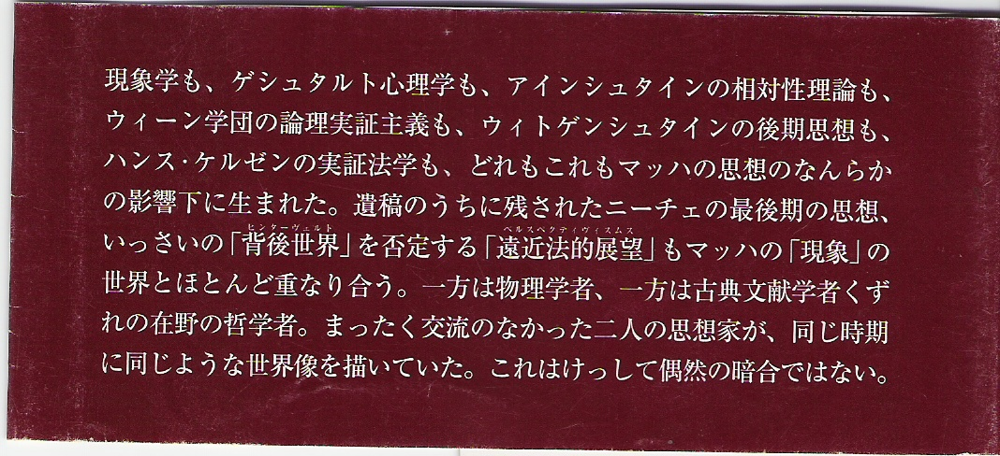 現象学も、ゲシュタルト心理学も、アインシュタインの相対性理論も、
ウィーン学団の論理実証主義も、ウィトゲンシュタインの後期思想も、
ハンス・ケルゼンの実証法学も、どれもこれもマッハの思想のなんらか
の影響下に生まれた。遺稿のうちに残されたニーチェの最後期の思想、
ヒンターヴェルト ペルスペクティヴィスムス
いっさいの「背後世界」を否定する「遠近法的展望」もマッハの「現象」の
世界とほとんど重なり合う。一方は物理学者、一方は古典文献学者くず
れの在野の哲学者。まったく交流のなかった二人の思想家が、同じ時期
に同じような世界像を描いていた。これはけっして偶然の暗合ではない。